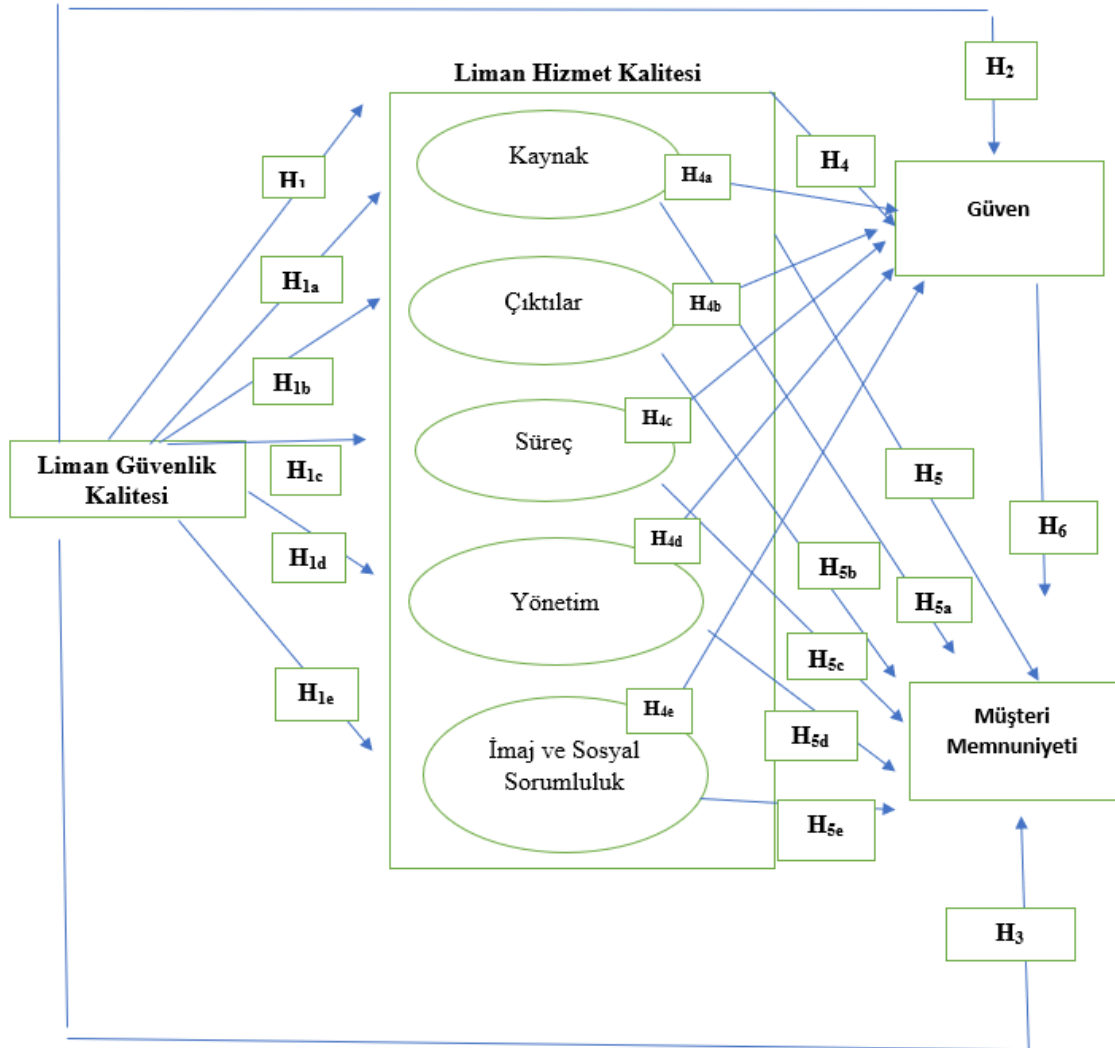 H2
Liman Hizmet Kalitesi
Kaynak
H4a
H4
H1
Güven
H1a
Çıktılar
H4b
H1b
Süreç
H4c
Liman Güvenlik
Kalitesi
H1c
H5
H1d
H4d
H6
Yönetim
H5b
H5a
H5c
H1e
H4e
İmaj ve Sosyal
Sorumluluk
H5d
Müşteri
Memnuniyeti
H5e
H3